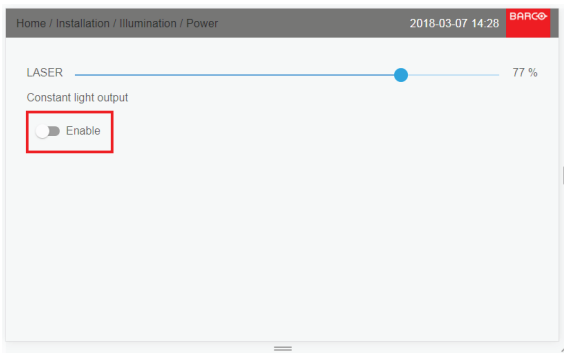 Home / Installation / Illumination / Power 2018-03-07 14:28 BARCO
LASER 77 %
Constant light output
Enable